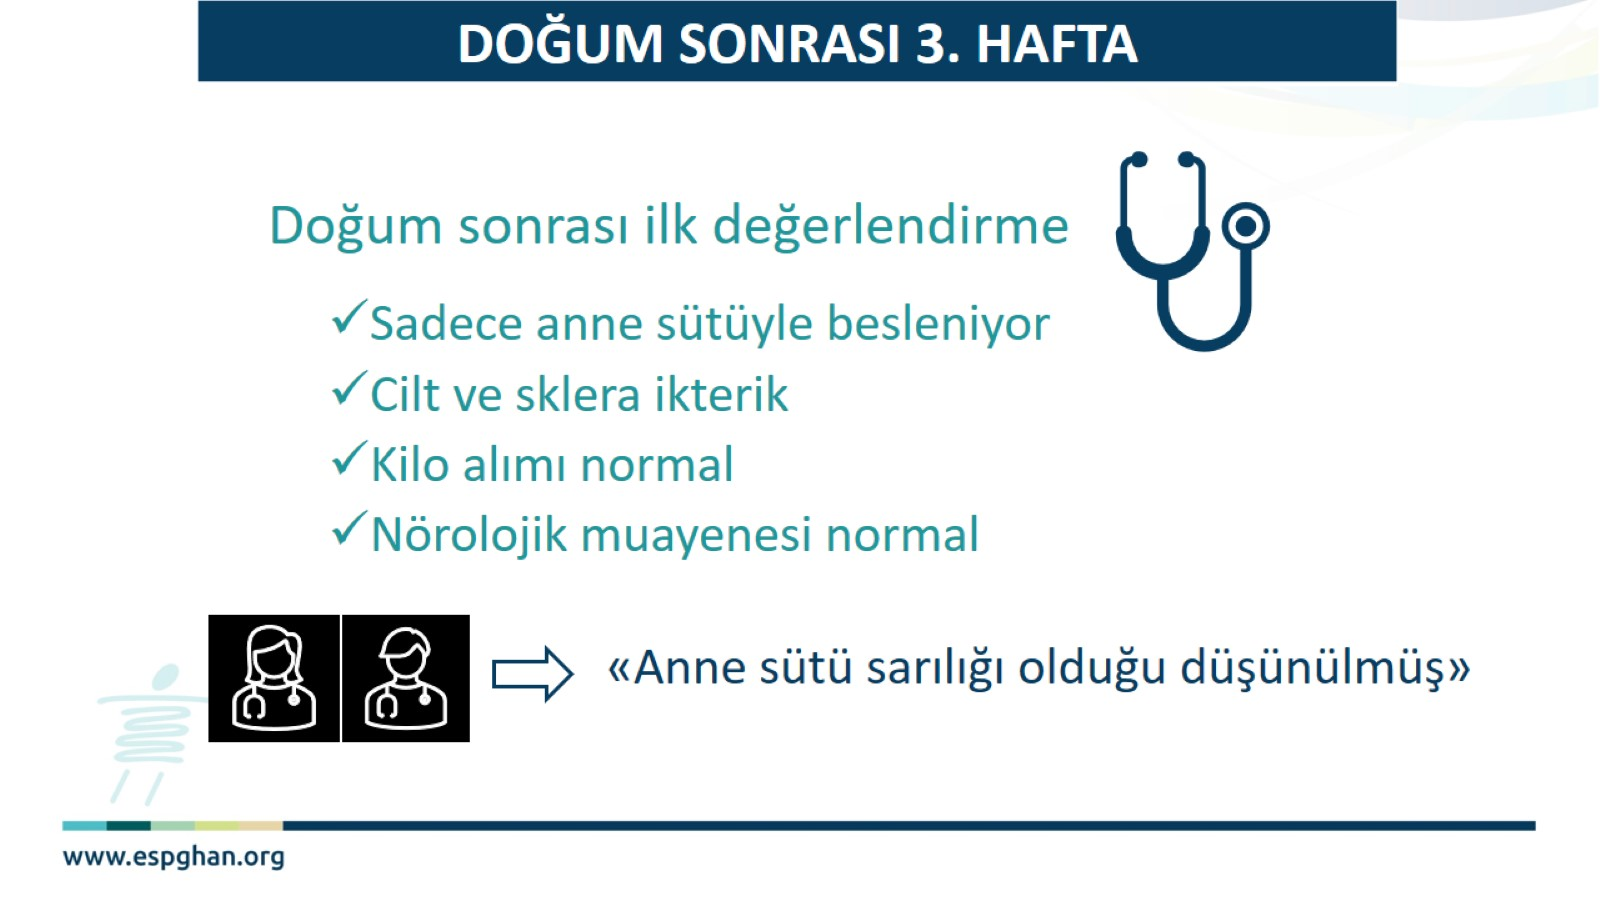 DOĞUM SONRASI 3. HAFTA
Doğum sonrası ilk değerlendirme
✓Sadece anne sütüyle besleniyor
✓Cilt ve sklera ikterik
✓Kilo alımı normal
✓Nörolojik muayenesi normal
«Anne sütü sarılığı olduğu düşünülmüş»
www.espghan.org